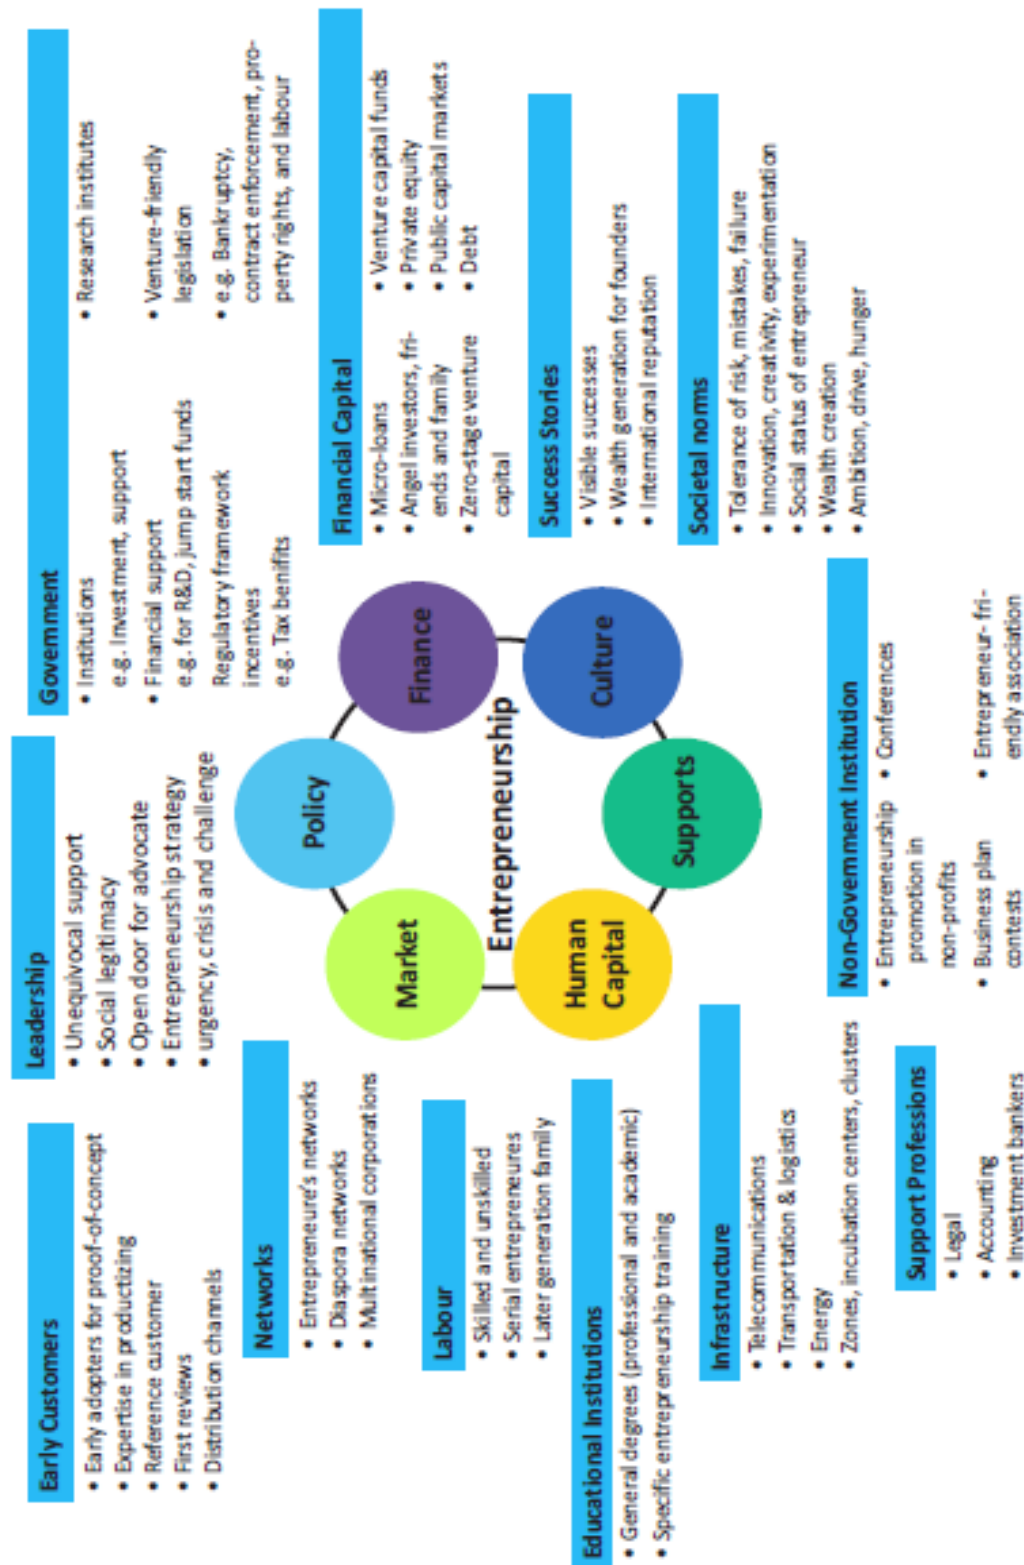 Early Customers
• Early adopters for proof-of-concept
• Expertise in productizing
• Reference customer
• First reviews
• Distribution channels
Networks
• Entrepreneure's networks
• Diaspora networks
• Multinational corporations
Labour
• Skilled and unskilled
• Serial entrepreneures
• Later generation family
Educational Institutions
• General degrees (professional and academic)
• Specific entrepreneurship training
Infrastructure
• Telecommunications
• Transportation & logistics
• Energy
• Zones, incubation centers, clusters
Support Professions
• Legal
• Accounting
• Investment bankers
Leadership
• Unequivocal support
• Social legitimacy
• Open door for advocate
• Entrepreneurship strategy
• urgency, crisis and challenge
Policy
Market
Finance
Entrepreneurship
Human
Capital
Culture
Supports
Non-Government Institution
• Entrepreneurship
promotion in
non-profits
• Business plan
contests
• Conferences
• Entrepreneur- fri-
endly association
Government
• Institutions
e.g. Investment, support
• Financial support
e.g. for R&D, jump start funds
Regulatory framework
incentives
e.g. Tax benifits
• Research institutes
• Venture-friendly
legislation
• e.g. Bankruptcy,
contract enforcement, pro-
perty rights, and labour
Financial Capital
• Micro-loans
• Angel investors, fri-
ends and family
• Zero-stage venture
capital
• Venture capital funds
• Private equity
• Public capital markets
• Debt
Success Stories
• Visible successes
• Wealth generation for founders
• International reputation
Societal norms
• Tolerance of risk, mistakes, failure
• Innovation, creativity, experimentation
• Social status of entrepreneur
• Wealth creation
• Ambition, drive, hunger